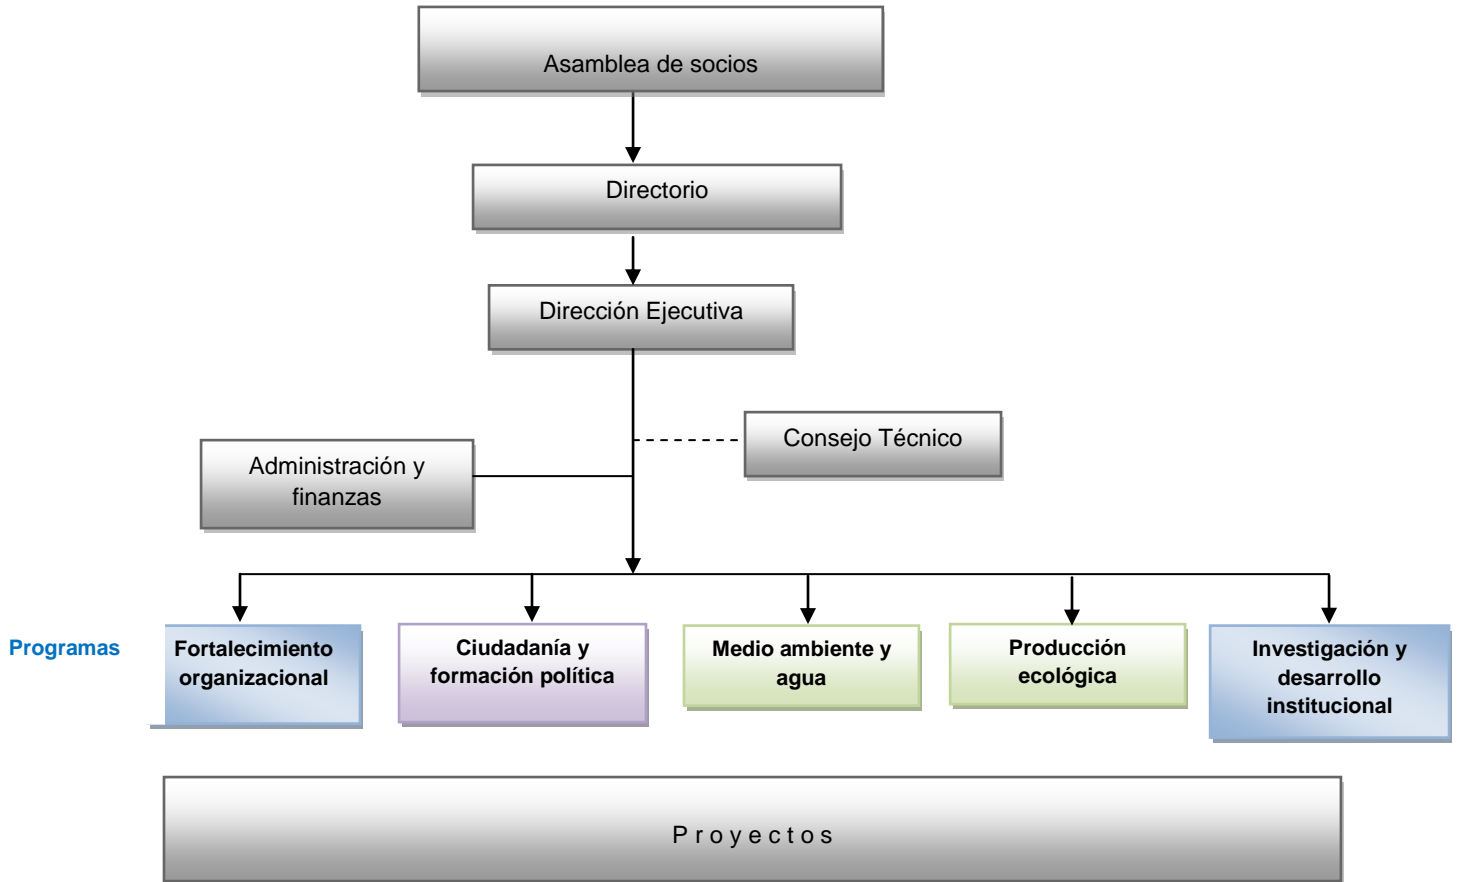 Asamblea de socios
Directorio
Dirección Ejecutiva
Consejo Técnico
Administración y
finanzas
Programas
Fortalecimiento
organizacional
Ciudadanía y
formación política
Medio ambiente y
agua
Producción
ecológica
Investigación y
desarrollo
institucional
P r o y e c t o s